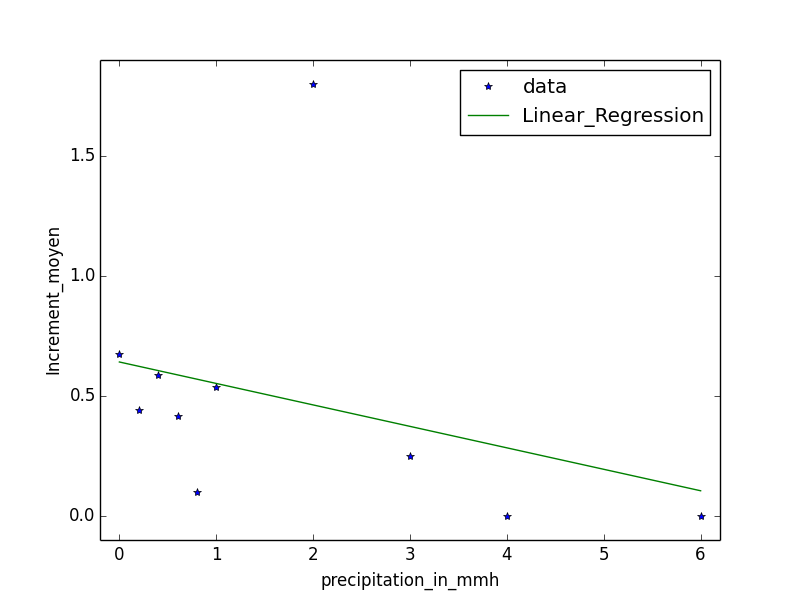 data
Linear_Regression
1.5
1.0
0.5
0.0
Increment_moyen
0 1 2 3 4 5 6
precipitation_in_mmh